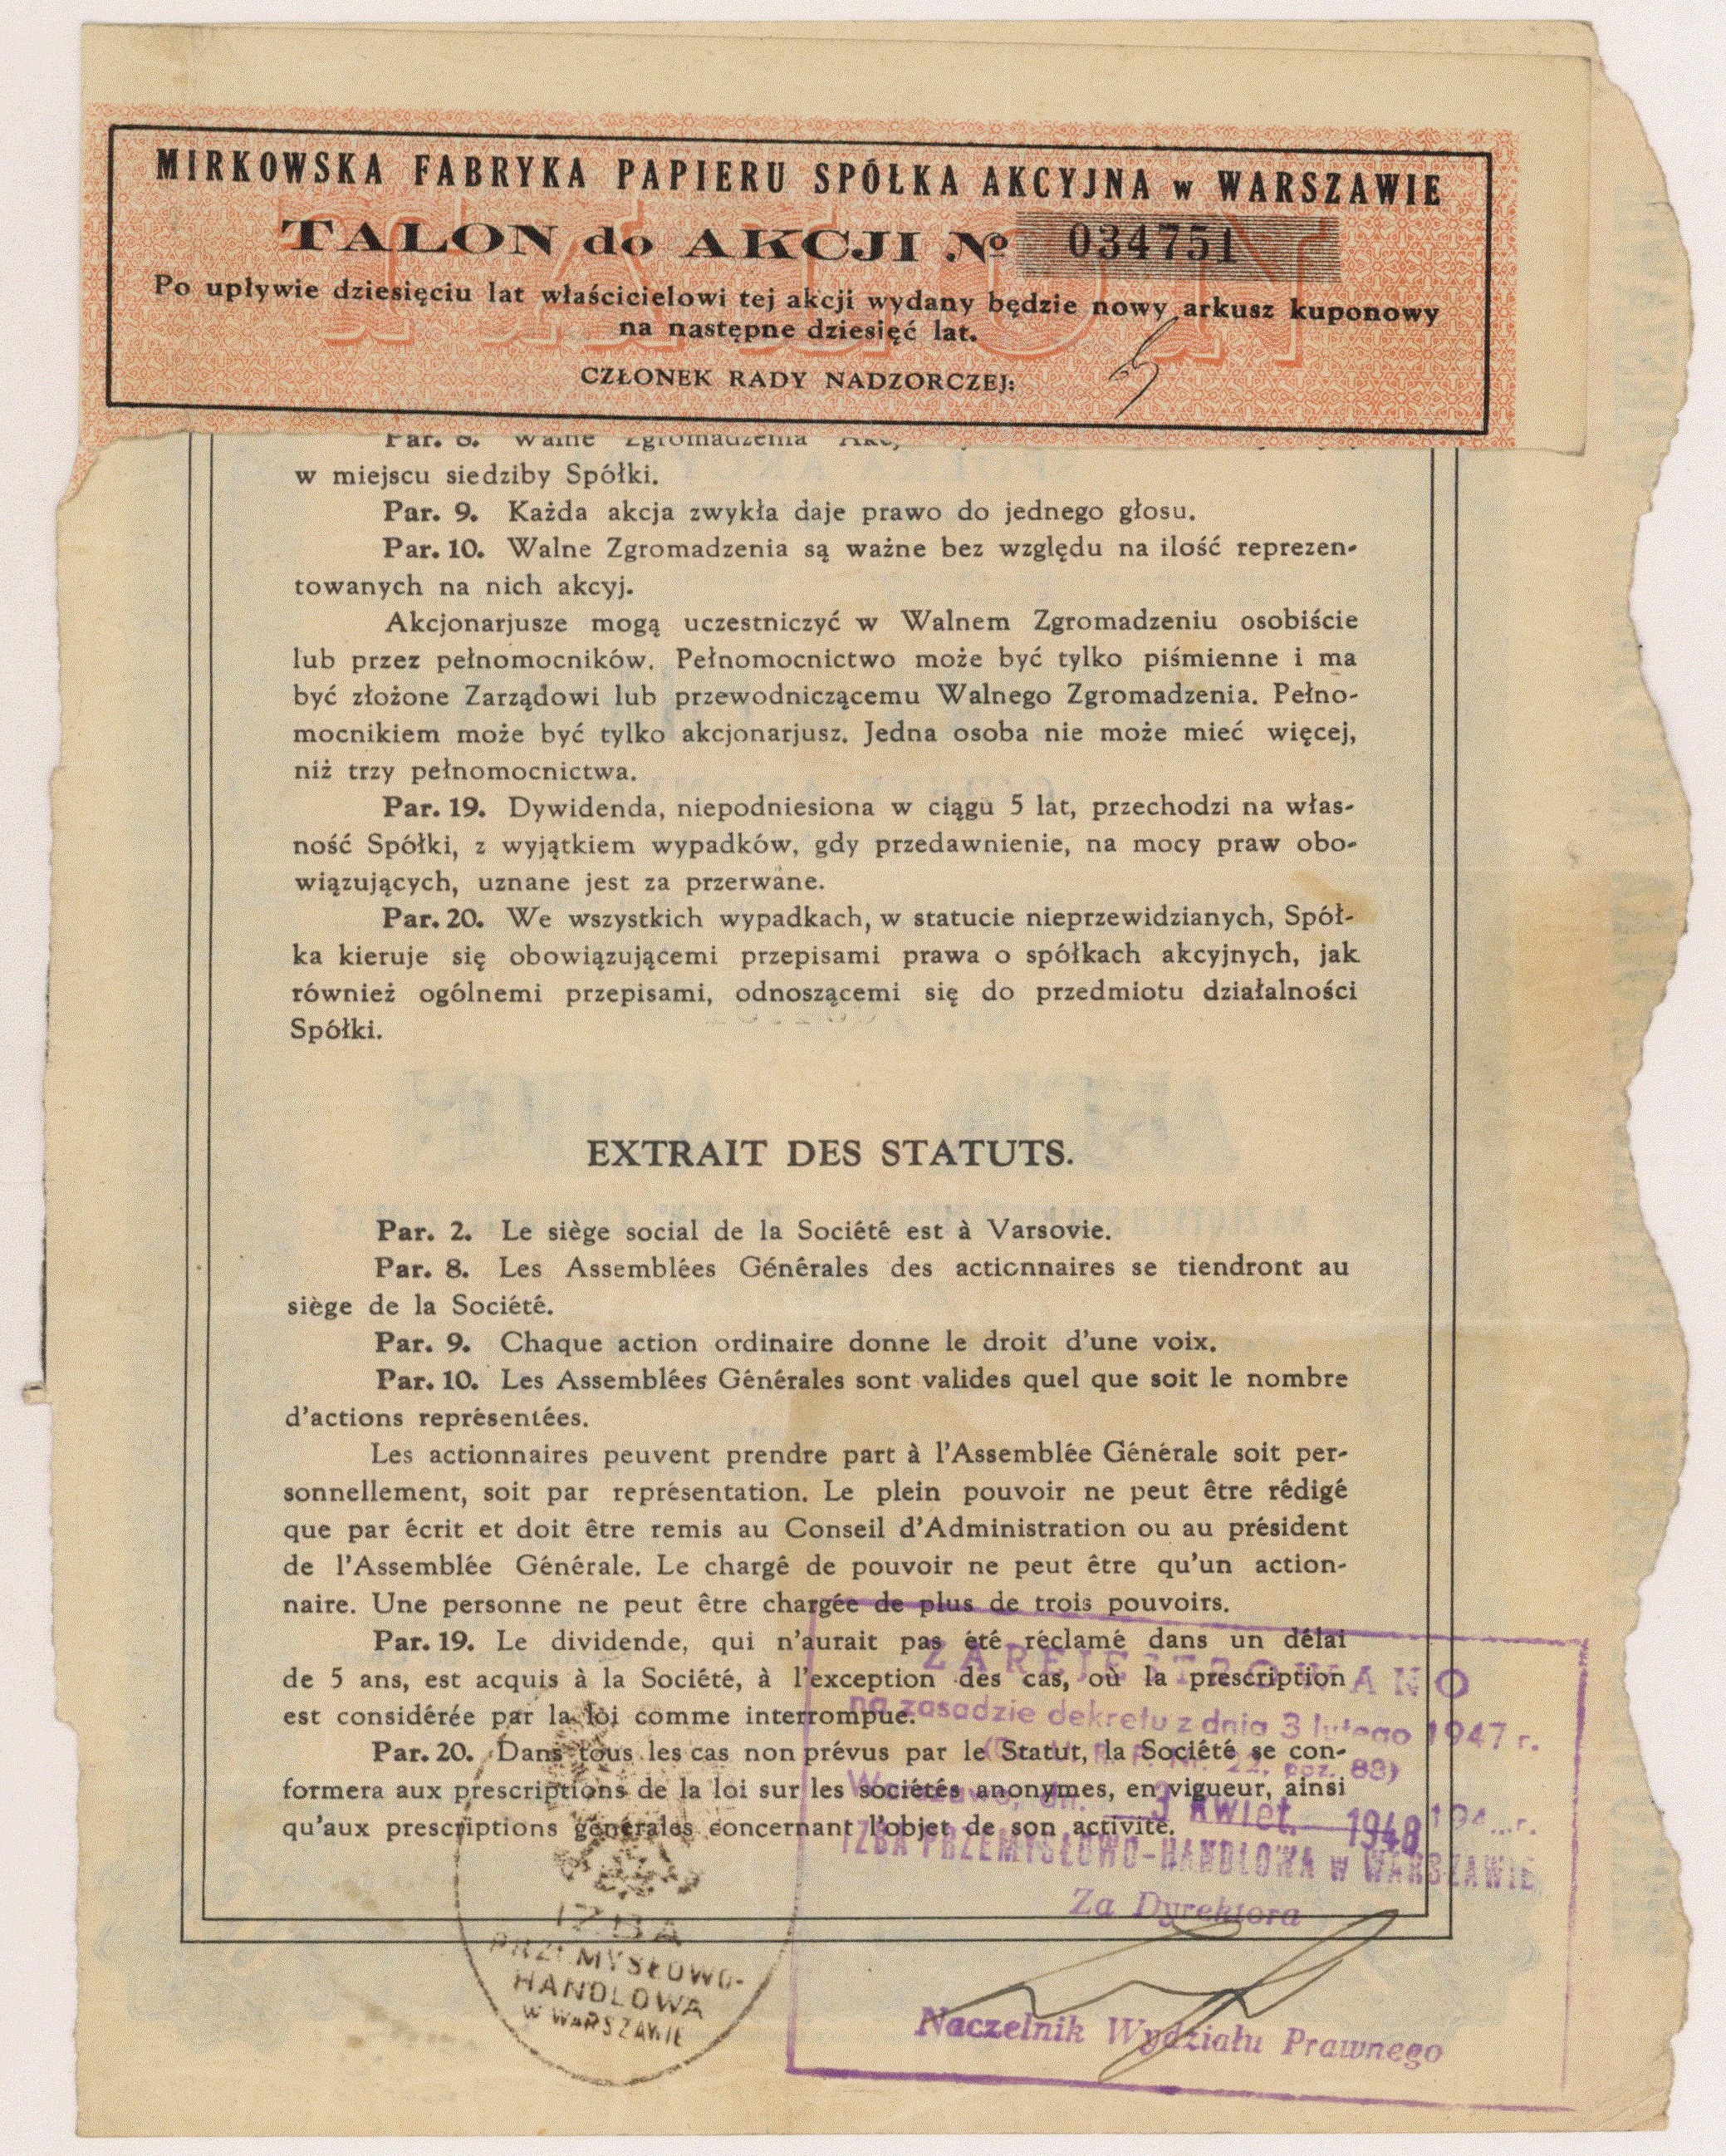 MIRKOWSKA FABRYKA PAPIERU SPÓŁKA AKCYJNA w WARSZAWIE
TALON do AKCJI № 034751
Po upływie dziesięciu lat właścicielowi tej akcji wydany będzie nowy arkusz kuponowy
na następne dziesięć lat.
CZŁONEK RADY NADZORCZEJ:
Par. 8. Walne Zgromadzenia
w miejscu siedziby Spółki.
Par. 9. Każda akcja zwykła daje prawo do jednego głosu.
Par. 10. Walne Zgromadzenia są ważne bez względu na ilość reprezen-
towanych na nich akcyj.
Akcjonarjusze mogą uczestniczyć w Walnem Zgromadzeniu osobiście
lub przez pełnomocników. Pełnomocnictwo może być tylko piśmienne i ma
być złożone Zarządowi lub przewodniczącemu Walnego Zgromadzenia. Pełno-
mocnikiem może być tylko akcjonarjusz. Jedna osoba nie może mieć więcej,
niż trzy pełnomocnictwa.
Par. 19. Dywidenda, niepodniesiona w ciągu 5 lat, przechodzi na włas-
ność Spółki, z wyjątkiem wypadków, gdy przedawnienie, na mocy praw obo-
wiązujących, uznane jest za przerwane.
Par. 20. We wszystkich wypadkach, w statucie nieprzewidzianych, Spół-
ka kieruje się obowiązującemi przepisami prawa o spółkach akcyjnych, jak
również ogólnemi przepisami, odnoszącemi się do przedmiotu działalności
Spółki.
EXTRAIT DES STATUTS.
Par. 2. Le siège social de la Société est à Varsovie.
Par. 8. Les Assemblées Générales des actionnaires se tiendront au
siège de la Société.
Par. 9. Chaque action ordinaire donne le droit d'une voix.
Par. 10. Les Assemblées Générales sont valides quel que soit le nombre
d'actions représentées.
Les actionnaires peuvent prendre part à l'Assemblée Générale soit per-
sonnellement, soit par représentation. Le plein pouvoir ne peut être rédigé
que par écrit et doit être remis au Conseil d'Administration ou au président
de l'Assemblée Générale. Le chargé de pouvoir ne peut être qu'un action-
naire. Une personne ne peut être chargée de plus de trois pouvoirs.
Par. 19. Le dividende, qui n'aurait pas été réclamé dans un délai
de 5 ans, est acquis à la Société, à l'exception des cas, où la prescription
est considérée par la loi comme interrompue.
Par. 20. Dans tous les cas non prévus par le Statut, la Société se con-
formera aux prescriptions de la loi sur les sociétés anonymes, en vigueur, ainsi
qu'aux prescriptions générales concernant l'objet de son activité.
ZAREJESTROWANO
na zasadzie dekretu z dnia 3 lutego 1947 r.
(Dz. U. R. P. Nr. 22, poz. 88)
Warszawa, dn. 3 kwiet. 1948 194...r.
IZBA PRZEMYSŁOWO-HANDLOWA w WARSZAWIE
Za Dyrektora
Naczelnik Wydziału Prawnego
IZBA
PRZEMYSŁOWO-
HANDLOWA
W WARSZAWIE